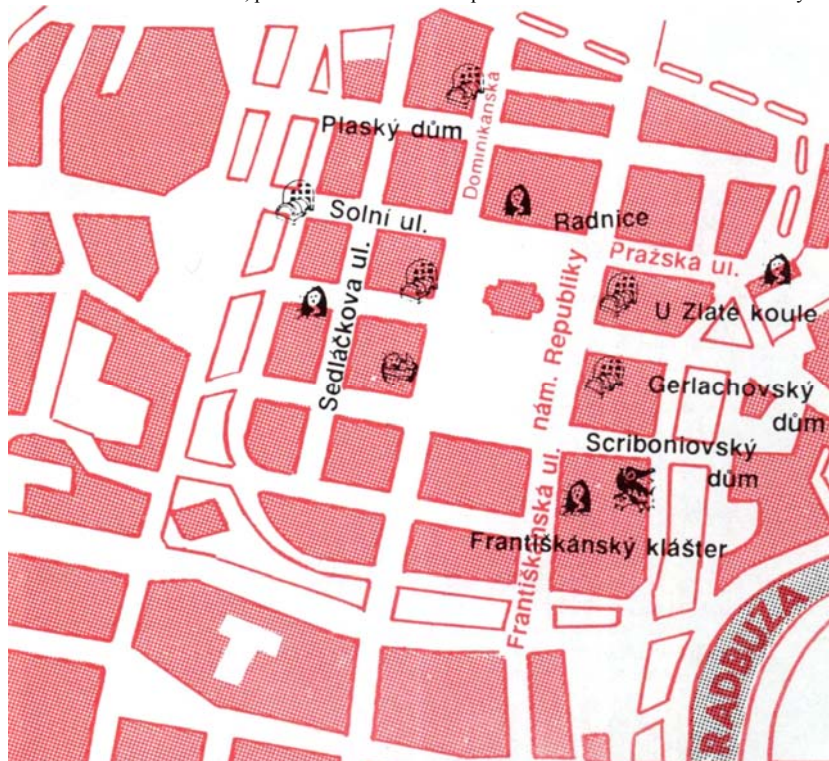 Dominikánská
Plaský dům
Solní ul.
Radnice
Pražská ul.
Sedláčkova ul.
nám. Republiky
U Zlaté koule
Gerlachovský
dům
Scriboniovský
dům
Františkánská ul.
Františkánský klášter
RADBUZA